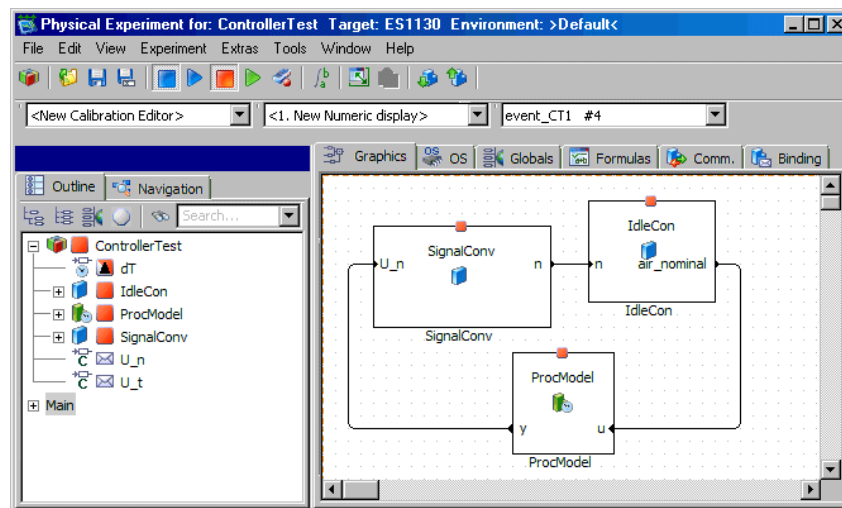 Physical Experiment for: ControllerTest Target: ES1130 Environment: >Default<
File Edit View Experiment Extras Tools Window Help
<New Calibration Editor> <1. New Numeric display> event_CT1 #4
Graphics OS OS Globals Formulas Comm. Binding
Outline Navigation
Search...
ControllerTest
dT
IdleCon
ProcModel
SignalConv
C U_n
C U_t
Main
IdleCon
SignalConv
U_n n n air_nominal
IdleCon
SignalConv
ProcModel
y u
ProcModel